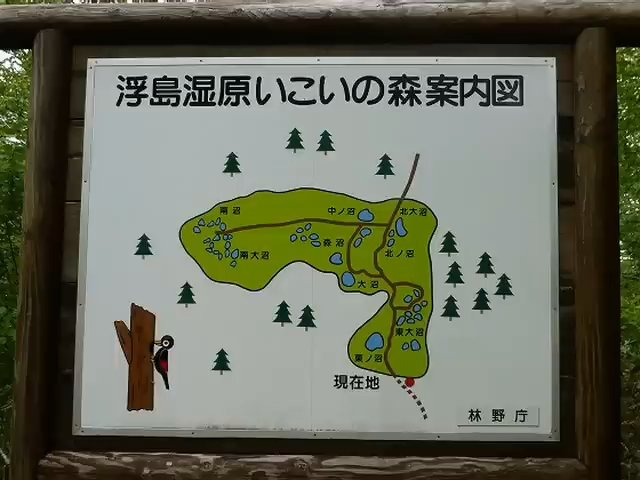 浮島湿原いこいの森案内図
南沼
中ノ沼
北大沼
森沼
北ノ沼
南大沼
大沼
東大沼
東ノ沼
現在地
林野庁